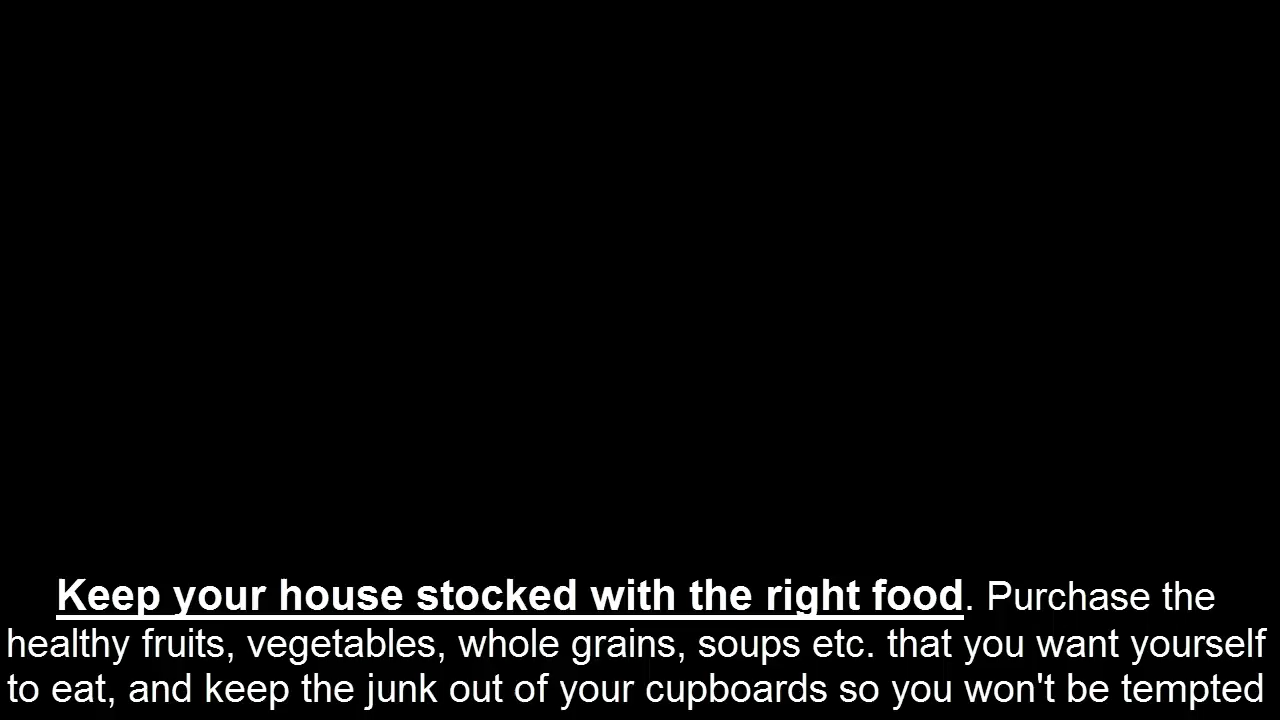 Keep your house stocked with the right food. Purchase the
healthy fruits, vegetables, whole grains, soups etc. that you want yourself
to eat, and keep the junk out of your cupboards so you won't be tempted